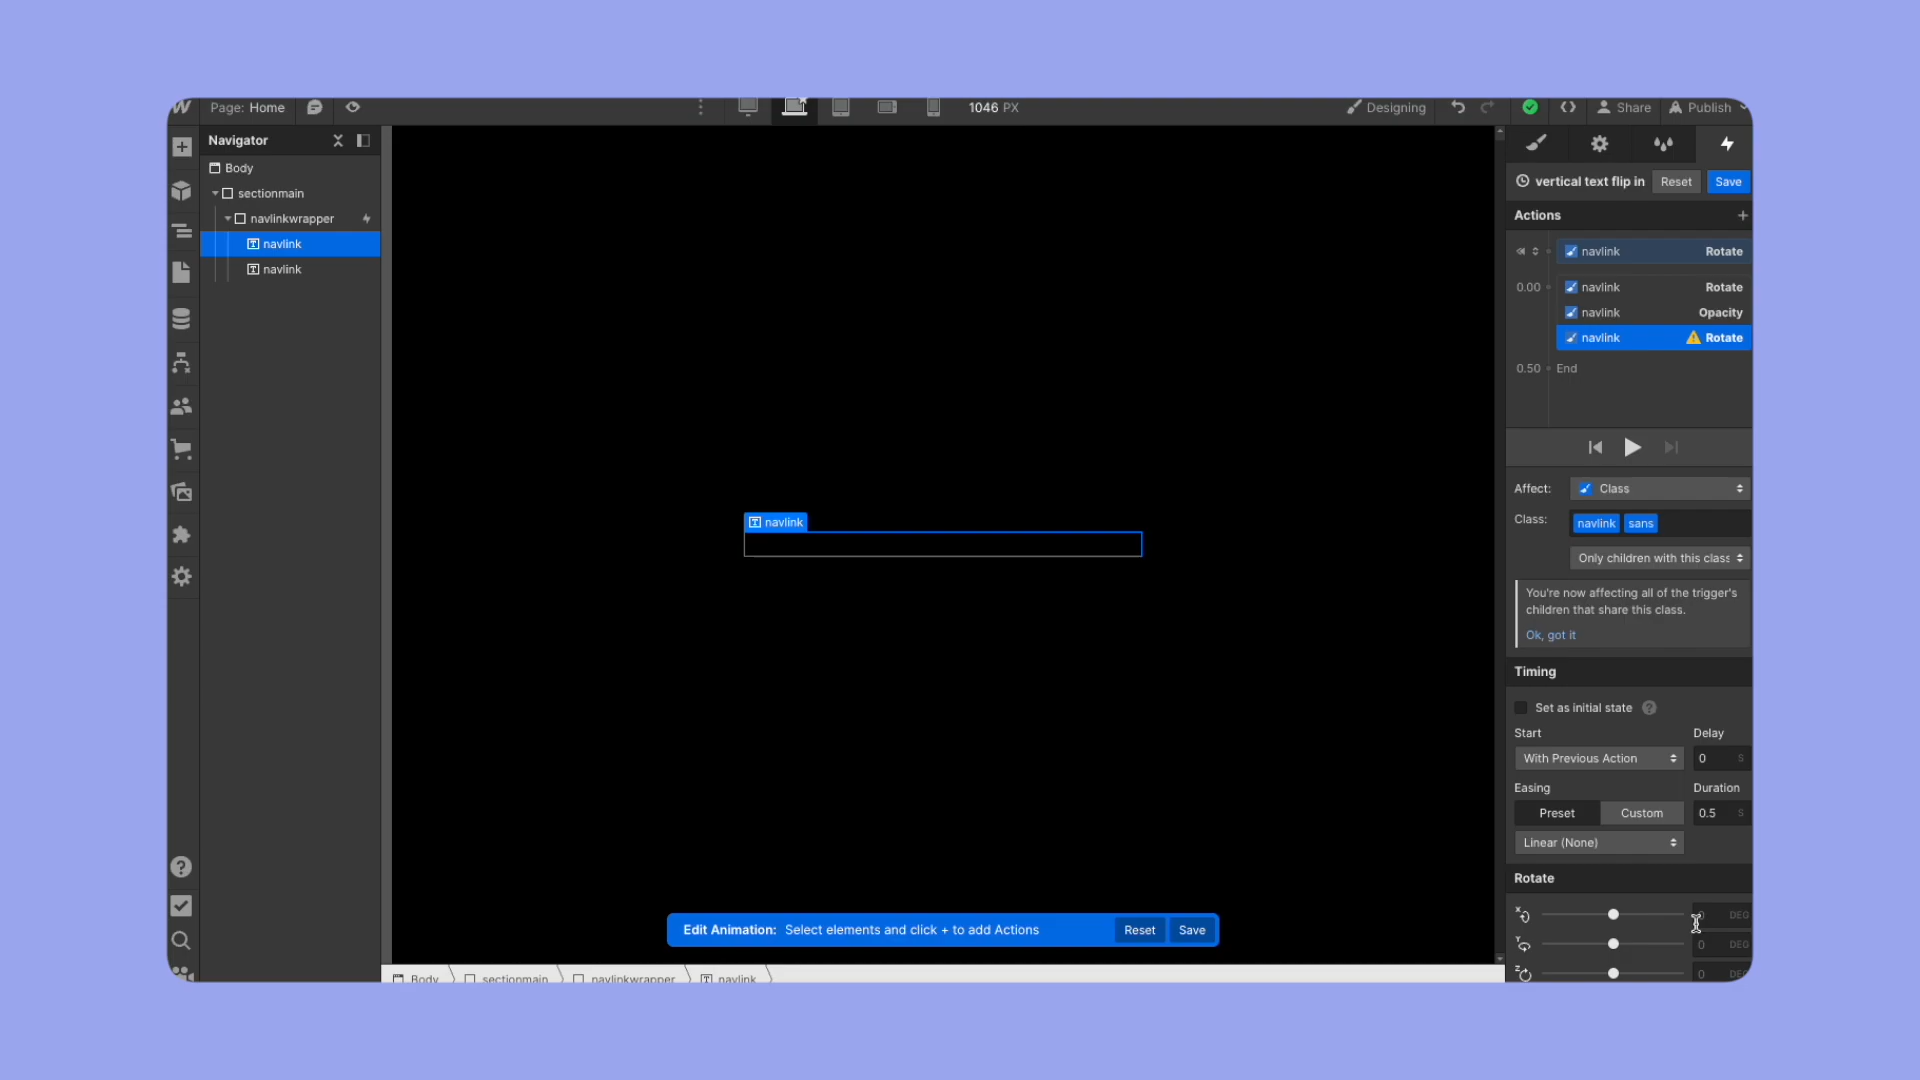 Page: Home
1046 PX
Designing
Share
Publish
Navigator
Body
sectionmain
navlinkwrapper
navlink
navlink
navlink
Edit Animation: Select elements and click + to add Actions
Reset
Save
Body
sectionmain
navlinkwrapper
navlink
vertical text flip in
Reset
Save
Actions
navlink Rotate
0.00 navlink Rotate
navlink Opacity
navlink Rotate
0.50 End
Affect: Class
Class: navlink sans
Only children with this class
You're now affecting all of the trigger's
children that share this class.
Ok, got it
Timing
Set as initial state ?
Start Delay
With Previous Action 0 S
Easing Duration
Preset Custom 0.5 S
Linear (None)
Rotate
X DEG
Y 0 DEG
Z 0 DEG